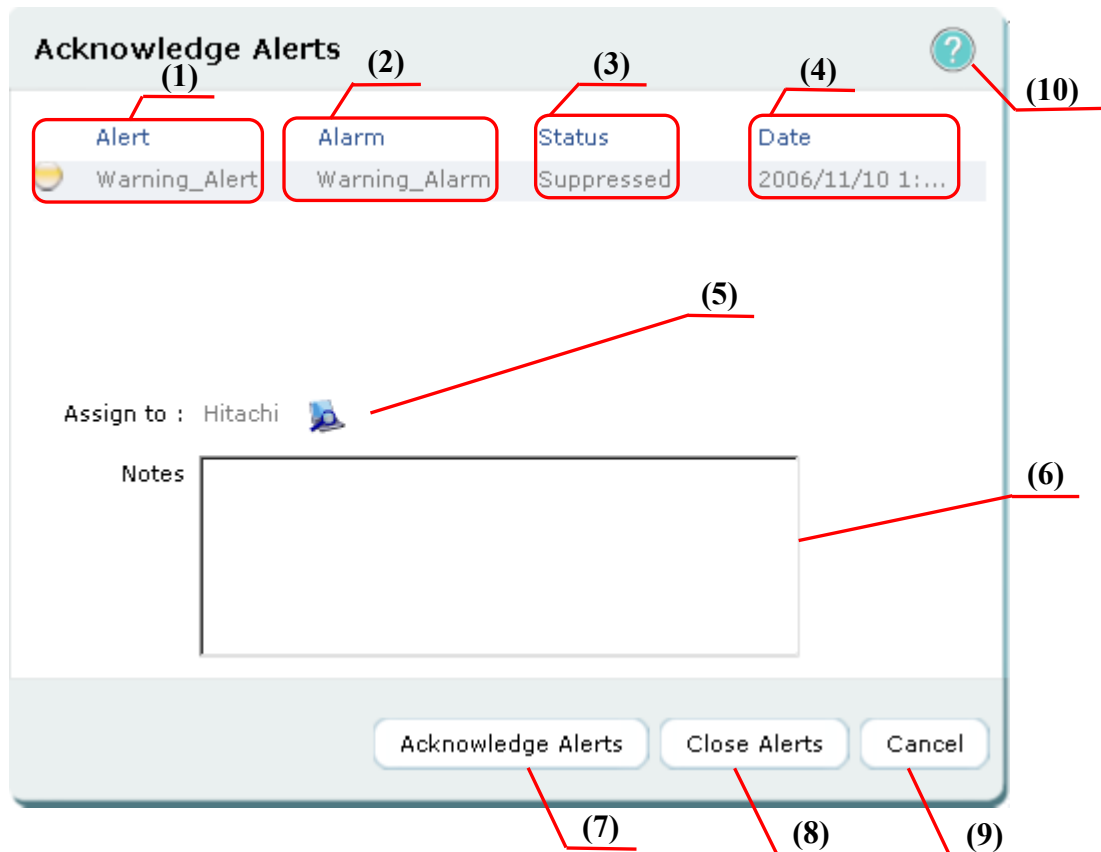 Acknowledge Alerts
(1)
(2)
(3)
(4)
(10)
Alert Alarm Status Date
Warning_Alert Warning_Alarm Suppressed 2006/11/10 1:...
(5)
Assign to : Hitachi
Notes
(6)
Acknowledge Alerts Close Alerts Cancel
(7)
(8)
(9)
?